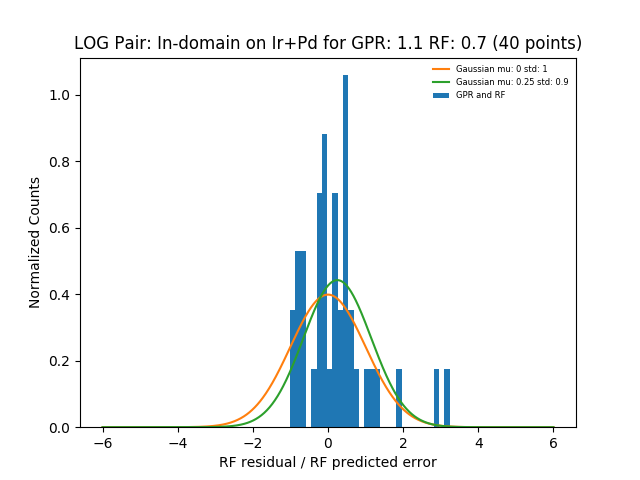 LOG Pair: In-domain on Ir+Pd for GPR: 1.1 RF: 0.7 (40 points)
Gaussian mu: 0 std: 1
Gaussian mu: 0.25 std: 0.9
GPR and RF
Normalized Counts
1.0
0.8
0.6
0.4
0.2
0.0
−6 −4 −2 0 2 4 6
RF residual / RF predicted error